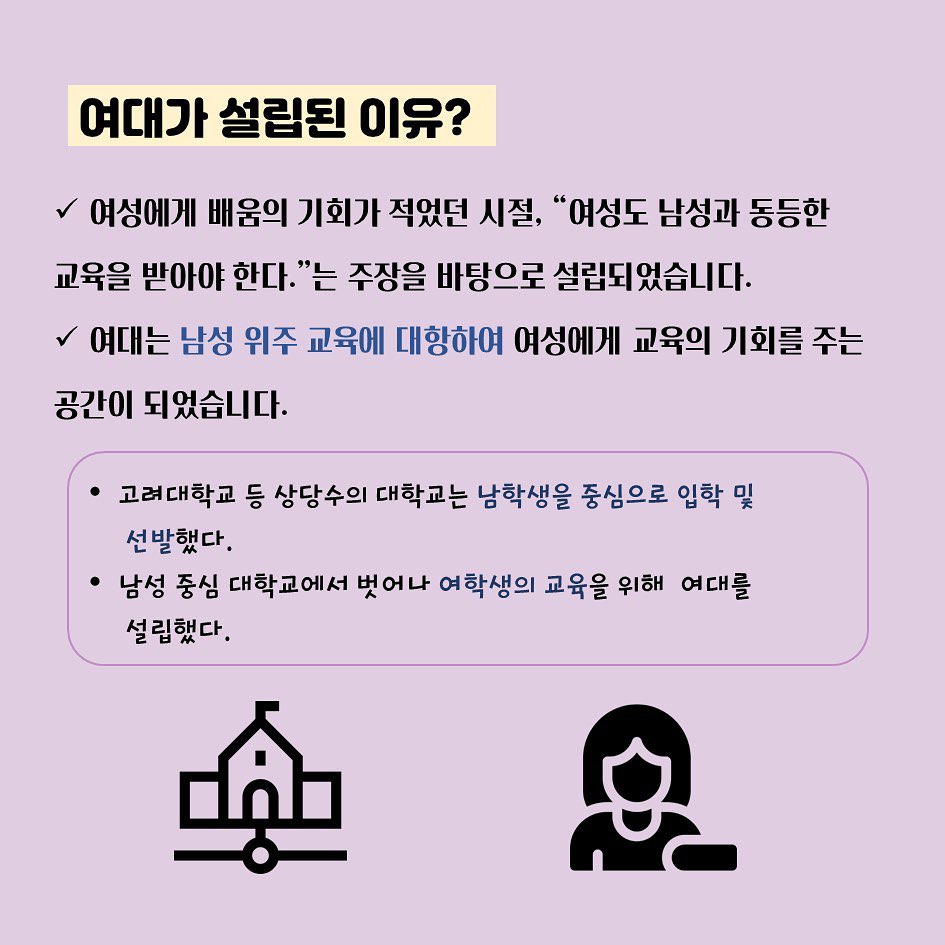 여대가 설립된 이유?
✓ 여성에게 배움의 기회가 적었던 시절, “여성도 남성과 동등한
교육을 받아야 한다.”는 주장을 바탕으로 설립되었습니다.
✓ 여대는 남성 위주 교육에 대항하여 여성에게 교육의 기회를 주는
공간이 되었습니다.
• 고려대학교 등 상당수의 대학교는 남학생을 중심으로 입학 및
선발했다.
• 남성 중심 대학교에서 벗어나 여학생의 교육을 위해 여대를
설립했다.